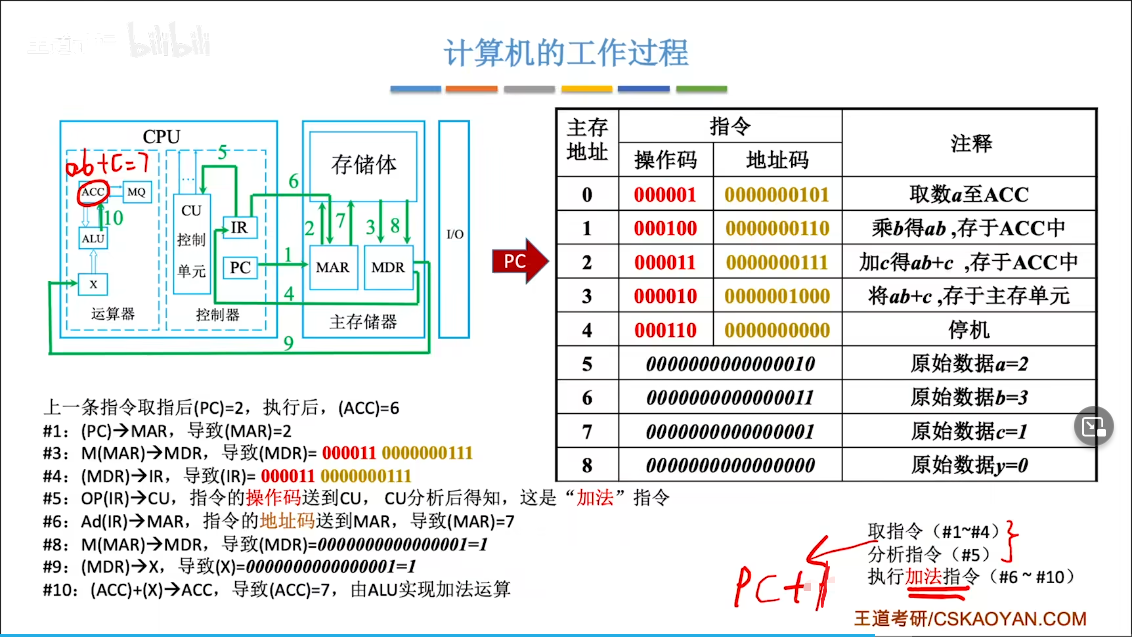 bilibili
计算机的工作过程
CPU
ab+C=7
ACC
MQ
10
ALU
X
运算器
5
...
CU
控制
单元
IR
PC
控制器
6
1
4
9
存储体
2
7
3
8
MAR
MDR
主存储器
I/O
PC
主存地址 指令 注释
操作码 地址码
0 000001 0000000101 取数a至ACC
1 000100 0000000110 乘b得ab ,存于ACC中
2 000011 0000000111 加c得ab+c ,存于ACC中
3 000010 0000001000 将ab+c ,存于主存单元
4 000110 0000000000 停机
5 0000000000000010 原始数据a=2
6 0000000000000011 原始数据b=3
7 0000000000000001 原始数据c=1
8 0000000000000000 原始数据y=0
上一条指令取指后(PC)=2，执行后，(ACC)=6
#1：(PC)→MAR，导致(MAR)=2
#3：M(MAR)→MDR，导致(MDR)= 000011 0000000111
#4：(MDR)→IR，导致(IR)= 000011 0000000111
#5：OP(IR)→CU，指令的操作码送到CU， CU分析后得知，这是“加法”指令
#6：Ad(IR)→MAR，指令的地址码送到MAR，导致(MAR)=7
#8：M(MAR)→MDR，导致(MDR)=0000000000000001=1
#9：(MDR)→X，导致(X)=0000000000000001=1
#10：(ACC)+(X)→ACC，导致(ACC)=7，由ALU实现加法运算
取指令（#1~#4）
分析指令（#5）
执行加法指令（#6 ~ #10）
PC+1
王道考研/CSKAOYAN.COM